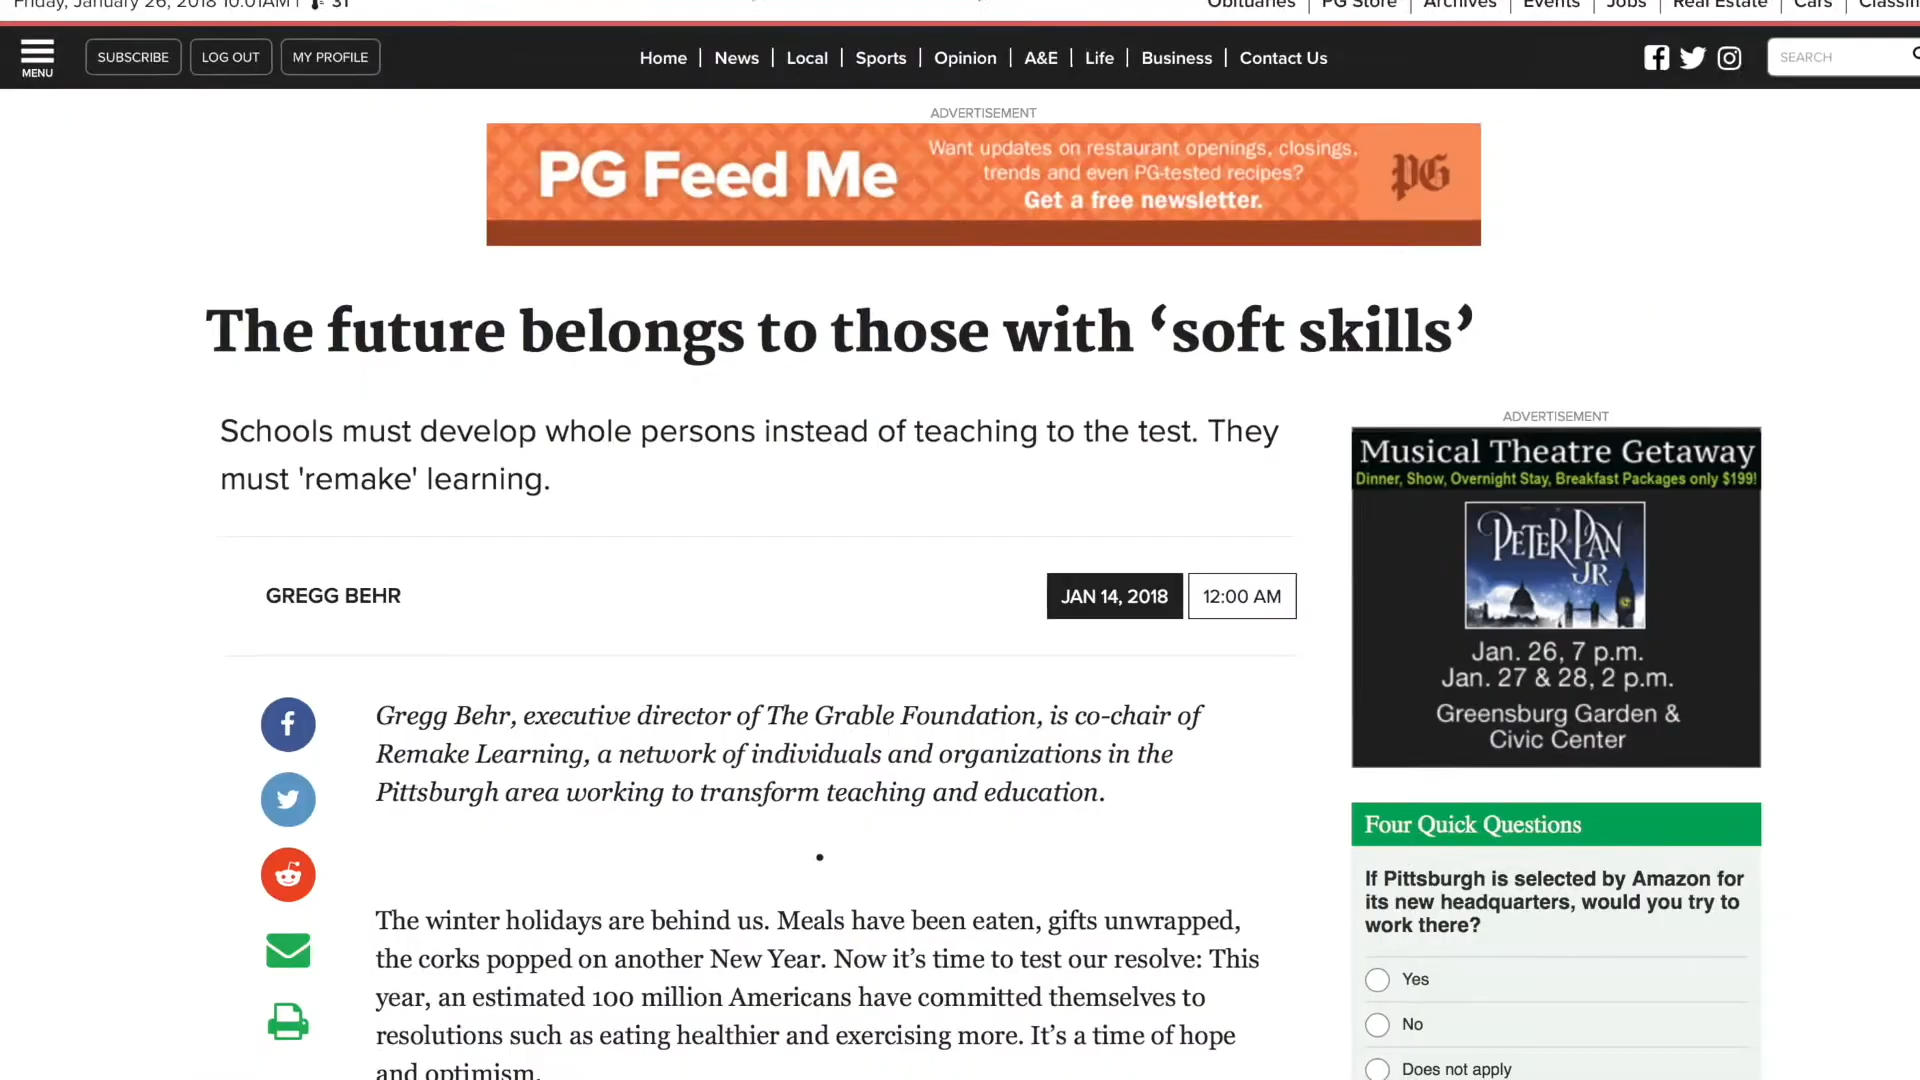 Friday, January 26, 2018 10:01AM | 31°
Obituaries | PG Store | Archives | Events | Jobs | Real Estate | Cars |
MENU
SUBSCRIBE
LOG OUT
MY PROFILE
Home | News | Local | Sports | Opinion | A&E | Life | Business | Contact Us
SEARCH
ADVERTISEMENT
PG Feed Me
Want updates on restaurant openings, closings,
trends and even PG-tested recipes?
Get a free newsletter.
PG
The future belongs to those with ‘soft skills’
Schools must develop whole persons instead of teaching to the test. They
must 'remake' learning.
GREGG BEHR
JAN 14, 2018
12:00 AM
Gregg Behr, executive director of The Grable Foundation, is co-chair of
Remake Learning, a network of individuals and organizations in the
Pittsburgh area working to transform teaching and education.
•
The winter holidays are behind us. Meals have been eaten, gifts unwrapped,
the corks popped on another New Year. Now it’s time to test our resolve: This
year, an estimated 100 million Americans have committed themselves to
resolutions such as eating healthier and exercising more. It’s a time of hope
and optimism.
ADVERTISEMENT
Musical Theatre Getaway
Dinner, Show, Overnight Stay, Breakfast Packages only $199!
PETER PAN
JR.
Jan. 26, 7 p.m.
Jan. 27 & 28, 2 p.m.
Greensburg Garden &
Civic Center
Four Quick Questions
If Pittsburgh is selected by Amazon for
its new headquarters, would you try to
work there?
Yes
No
Does not apply